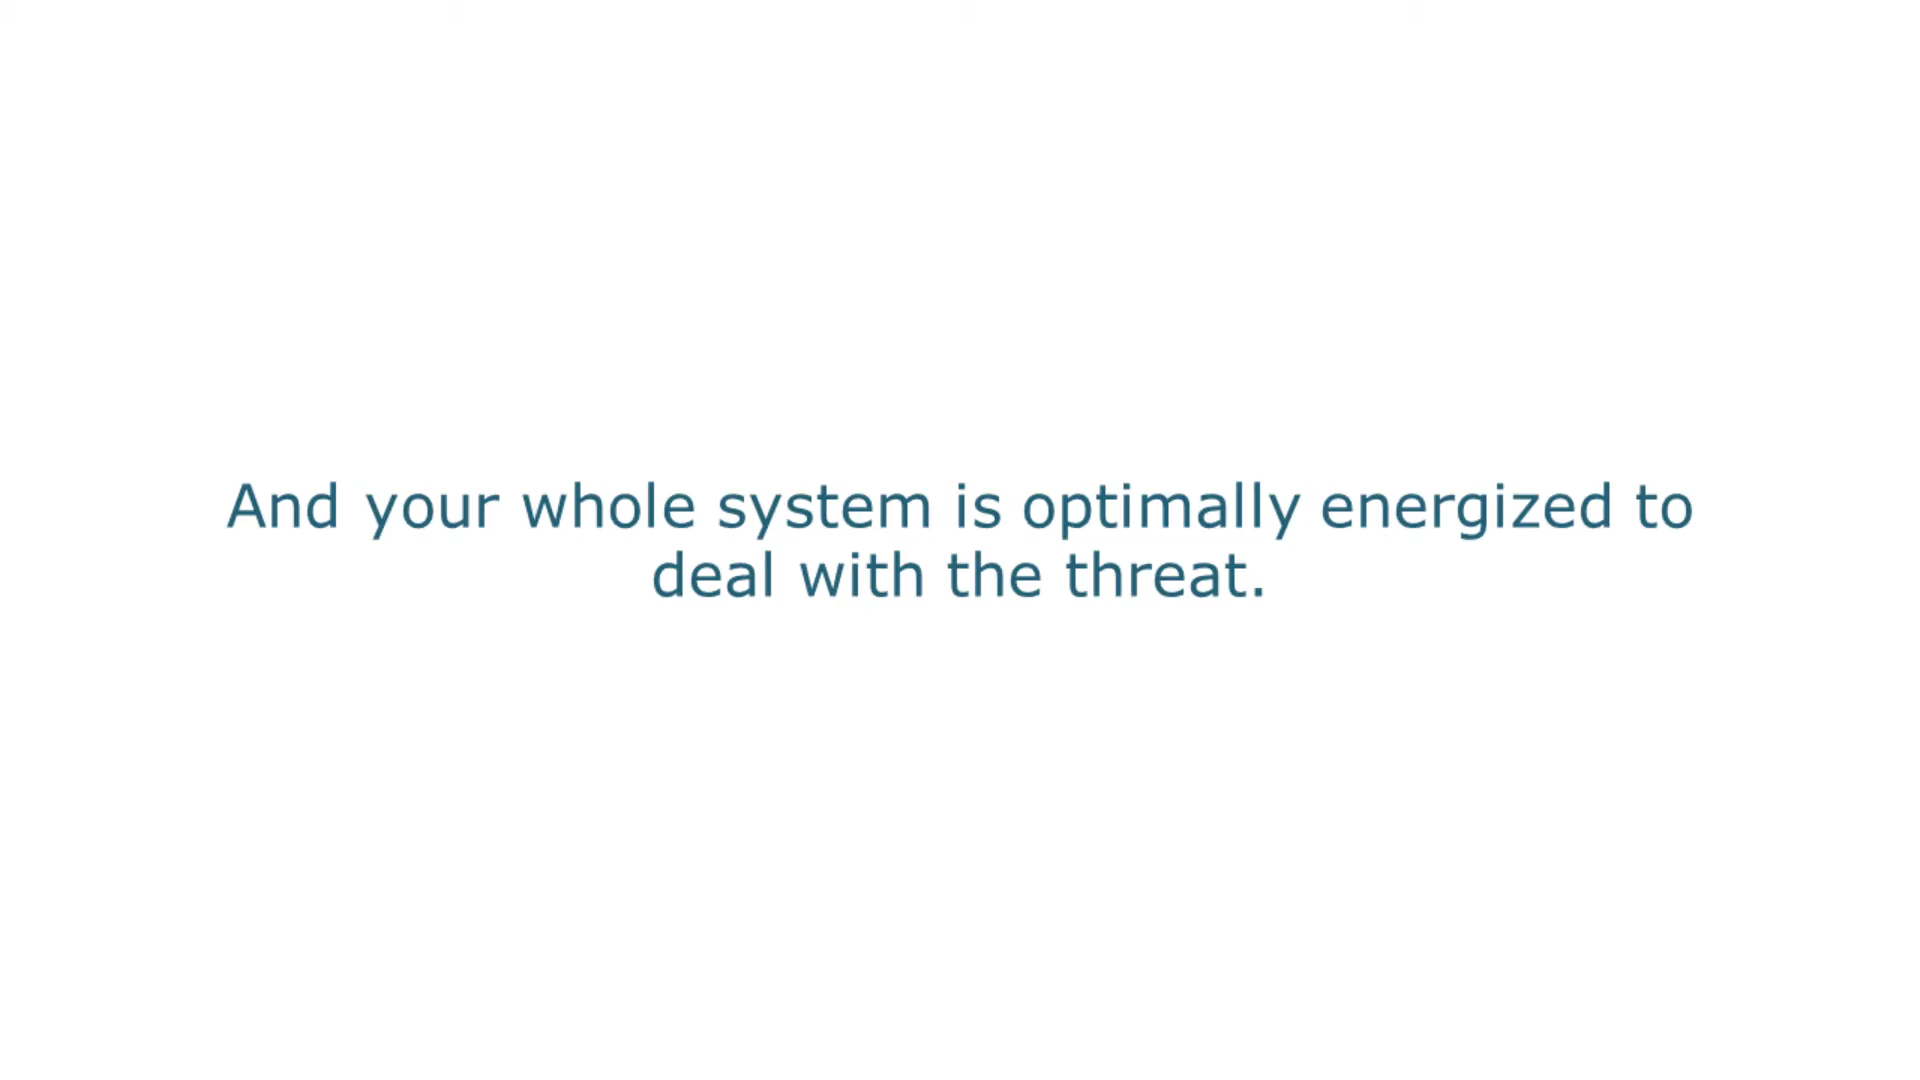 And your whole system is optimally energized to
deal with the threat.